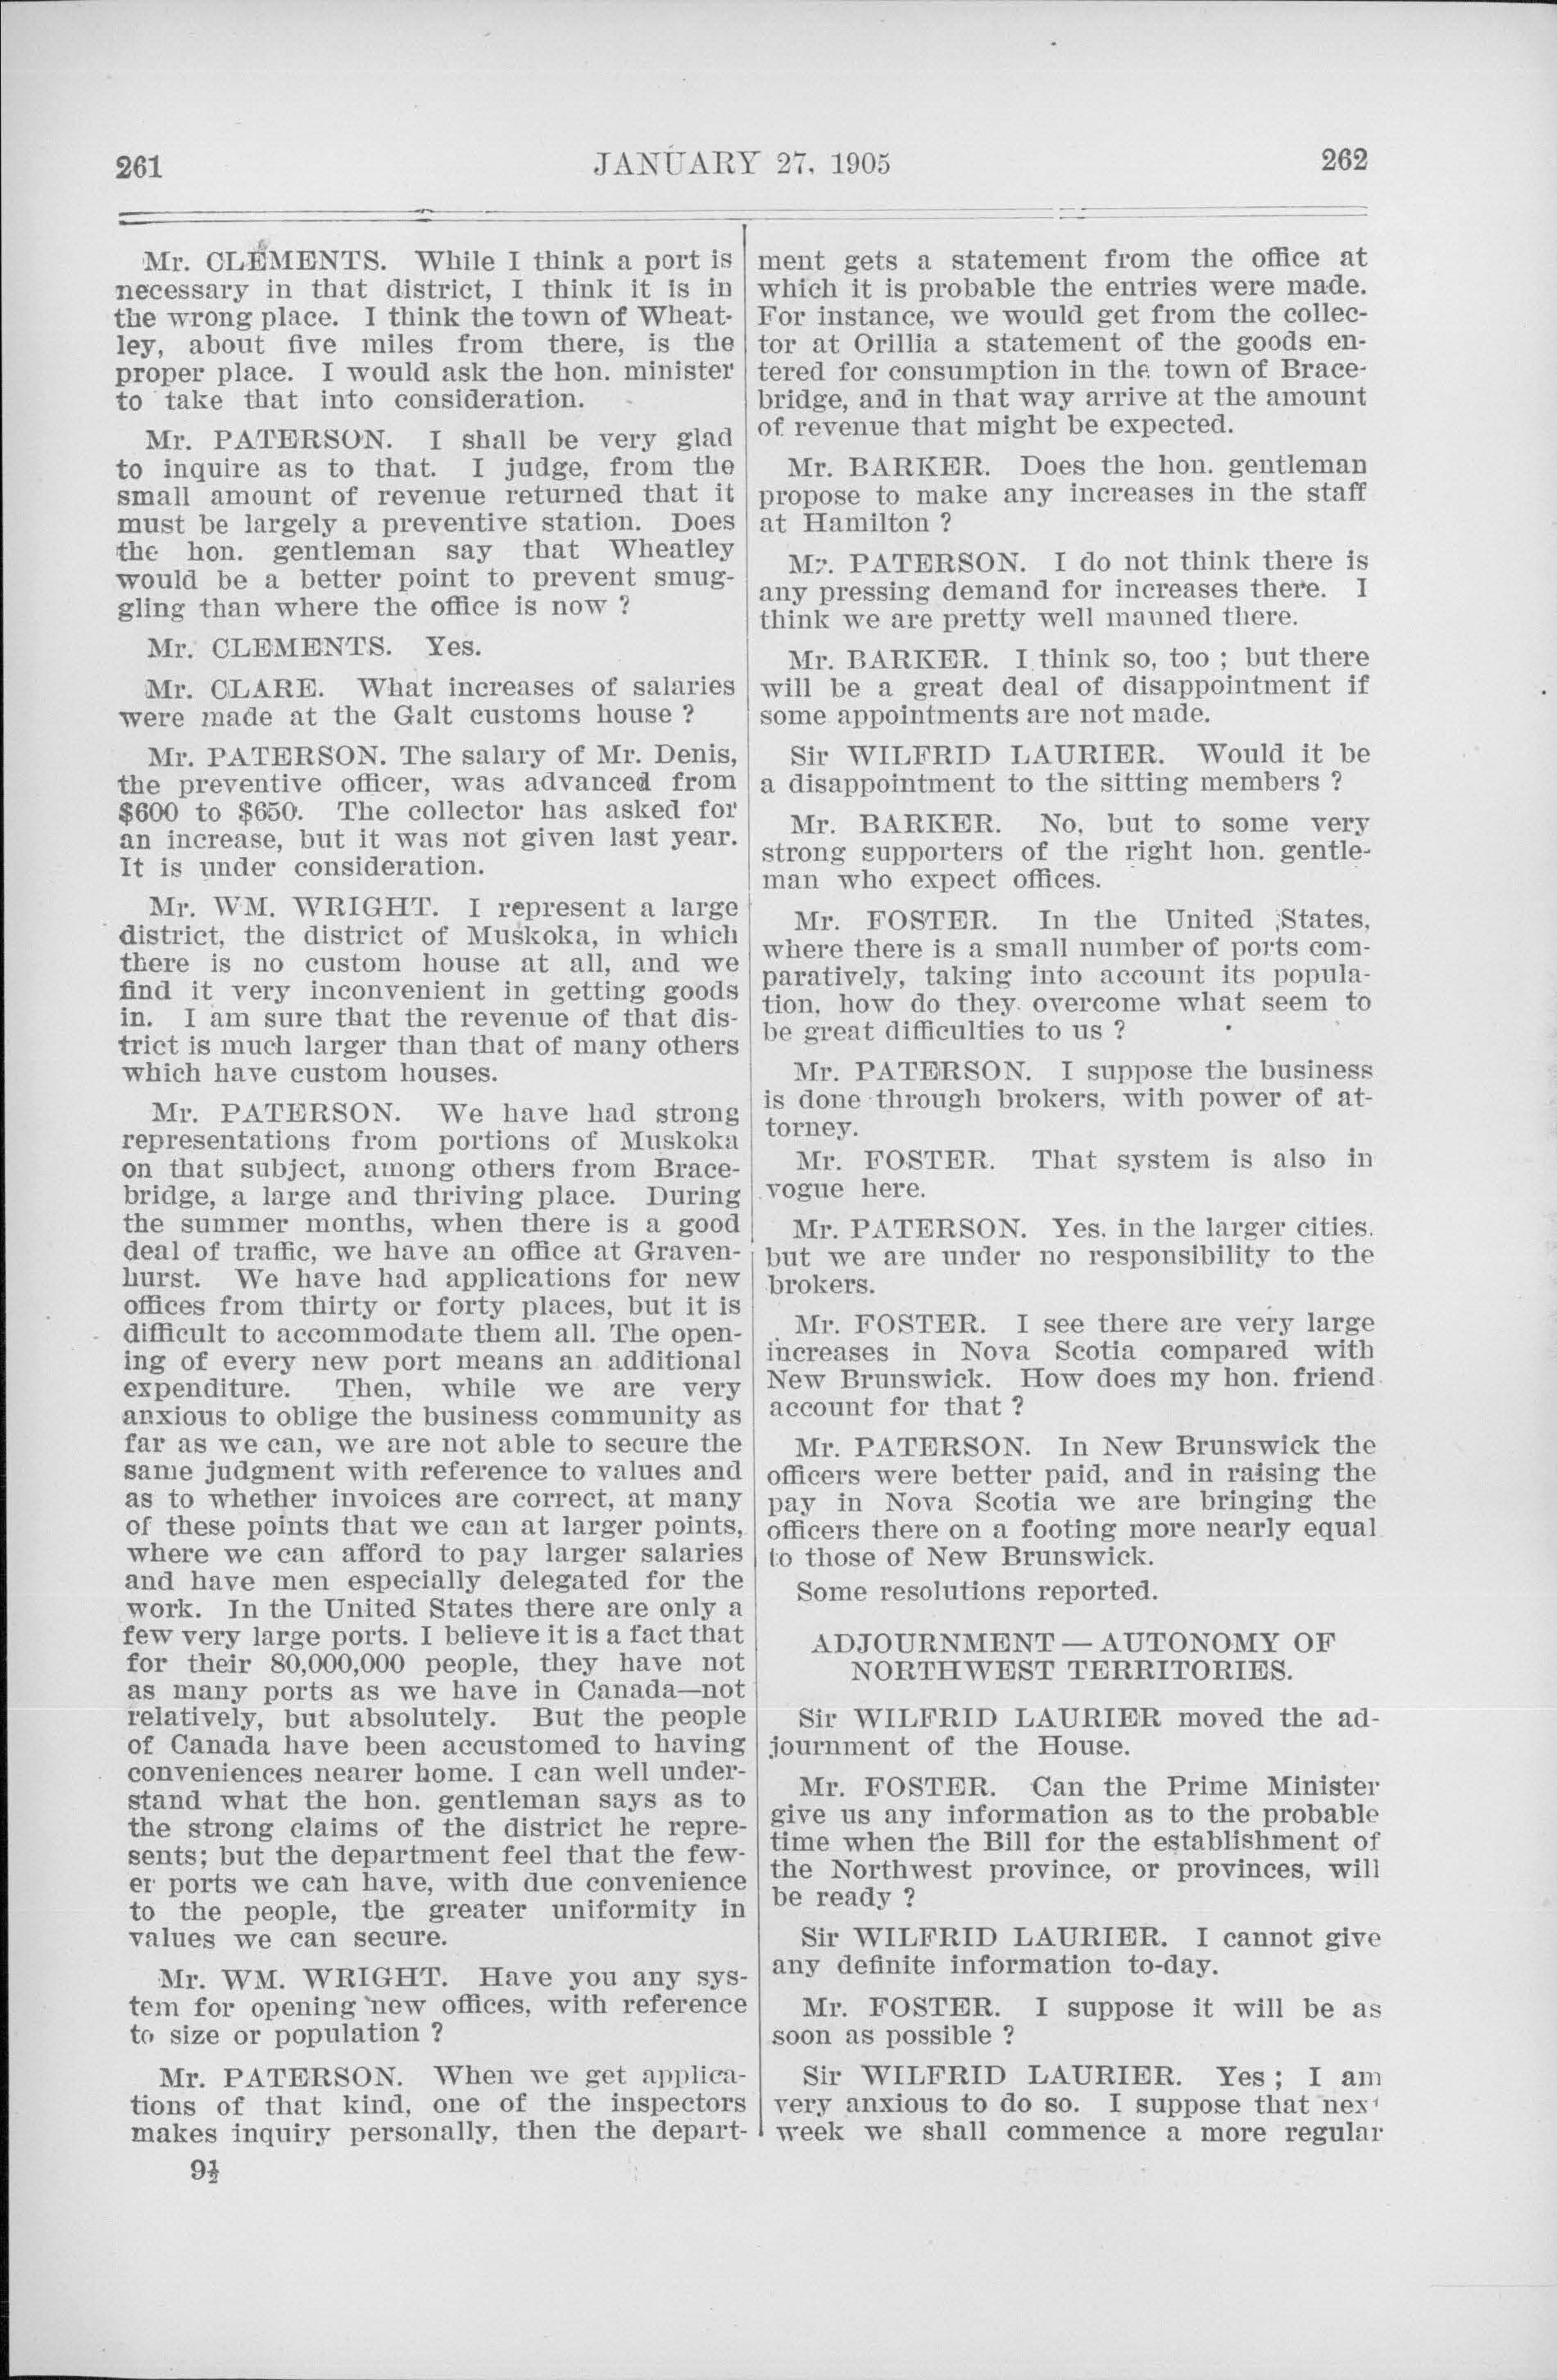 261
JANUARY 27, 1905
262
Mr. CLEMENTS. While I think a port is
necessary in that district, I think it is in
the wrong place. I think the town of Wheat-
ley, about five miles from there, is the
proper place. I would ask the hon. minister
to take that into consideration.
Mr. PATERSON. I shall be very glad
to inquire as to that. I judge, from the
small amount of revenue returned that it
must be largely a preventive station. Does
the hon. gentleman say that Wheatley
would be a better point to prevent smug-
gling than where the office is now ?
Mr. CLEMENTS. Yes.
Mr. CLARE. What increases of salaries
were made at the Galt customs house ?
Mr. PATERSON. The salary of Mr. Denis,
the preventive officer, was advanced from
$600 to $650. The collector has asked for
an increase, but it was not given last year.
It is under consideration.
Mr. WM. WRIGHT. I represent a large
district, the district of Muskoka, in which
there is no custom house at all, and we
find it very inconvenient in getting goods
in. I am sure that the revenue of that dis-
trict is much larger than that of many others
which have custom houses.
Mr. PATERSON. We have had strong
representations from portions of Muskoka
on that subject, among others from Brace-
bridge, a large and thriving place. During
the summer months, when there is a good
deal of traffic, we have an office at Graven-
hurst. We have had applications for new
offices from thirty or forty places, but it is
difficult to accommodate them all. The open-
ing of every new port means an additional
expenditure. Then, while we are very
anxious to oblige the business community as
far as we can, we are not able to secure the
same judgment with reference to values and
as to whether invoices are correct, at many
of these points that we can at larger points,
where we can afford to pay larger salaries
and have men especially delegated for the
work. In the United States there are only a
few very large ports. I believe it is a fact that
for their 80,000,000 people, they have not
as many ports as we have in Canada—not
relatively, but absolutely. But the people
of Canada have been accustomed to having
conveniences nearer home. I can well under-
stand what the hon. gentleman says as to
the strong claims of the district he repre-
sents; but the department feel that the few-
er ports we can have, with due convenience
to the people, the greater uniformity in
values we can secure.
Mr. WM. WRIGHT. Have you any sys-
tem for opening new offices, with reference
to size or population ?
Mr. PATERSON. When we get applica-
tions of that kind, one of the inspectors
makes inquiry personally, then the depart-
9½
ment gets a statement from the office at
which it is probable the entries were made.
For instance, we would get from the collec-
tor at Orillia a statement of the goods en-
tered for consumption in the town of Brace-
bridge, and in that way arrive at the amount
of revenue that might be expected.
Mr. BARKER. Does the hon. gentleman
propose to make any increases in the staff
at Hamilton ?
Mr. PATERSON. I do not think there is
any pressing demand for increases there. I
think we are pretty well manned there.
Mr. BARKER. I think so, too ; but there
will be a great deal of disappointment if
some appointments are not made.
Sir WILFRID LAURIER. Would it be
a disappointment to the sitting members ?
Mr. BARKER. No, but to some very
strong supporters of the right hon. gentle-
man who expect offices.
Mr. FOSTER. In the United States,
where there is a small number of ports com-
paratively, taking into account its popula-
tion, how do they overcome what seem to
be great difficulties to us ?
Mr. PATERSON. I suppose the business
is done through brokers, with power of at-
torney.
Mr. FOSTER. That system is also in
vogue here.
Mr. PATERSON. Yes, in the larger cities.
but we are under no responsibility to the
brokers.
Mr. FOSTER. I see there are very large
increases in Nova Scotia compared with
New Brunswick. How does my hon. friend
account for that ?
Mr. PATERSON. In New Brunswick the
officers were better paid, and in raising the
pay in Nova Scotia we are bringing the
officers there on a footing more nearly equal
to those of New Brunswick.
Some resolutions reported.
ADJOURNMENT — AUTONOMY OF
NORTHWEST TERRITORIES.
Sir WILFRID LAURIER moved the ad-
journment of the House.
Mr. FOSTER. Can the Prime Minister
give us any information as to the probable
time when the Bill for the establishment of
the Northwest province, or provinces, will
be ready ?
Sir WILFRID LAURIER. I cannot give
any definite information to-day.
Mr. FOSTER. I suppose it will be as
soon as possible ?
Sir WILFRID LAURIER. Yes ; I am
very anxious to do so. I suppose that next
week we shall commence a more regular